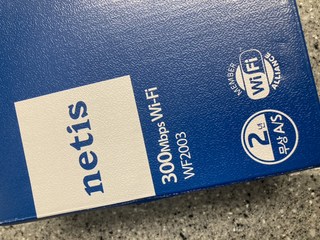 netis
300Mbps Wi-Fi
WF2003
MEMBER
Wi Fi
ALLIANCE
2년
무상 A/S